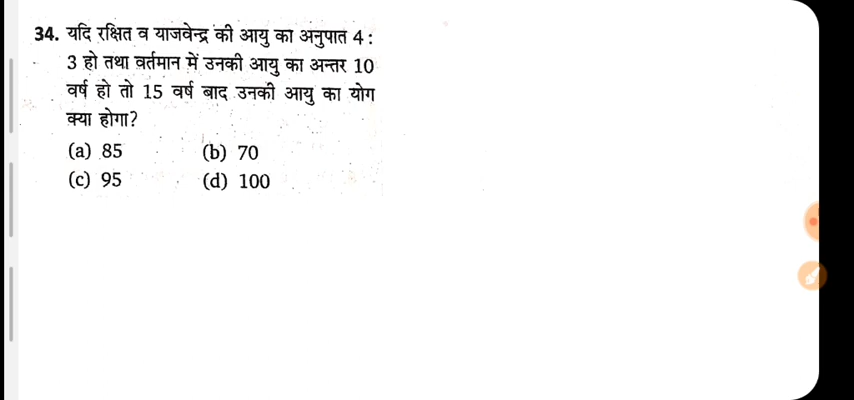 34. यदि रक्षित व याजवेन्द्र की आयु का अनुपात 4 :
3 हो तथा वर्तमान में उनकी आयु का अन्तर 10
वर्ष हो तो 15 वर्ष बाद उनकी आयु का योग
क्या होगा?
(a) 85 (b) 70
(c) 95 (d) 100